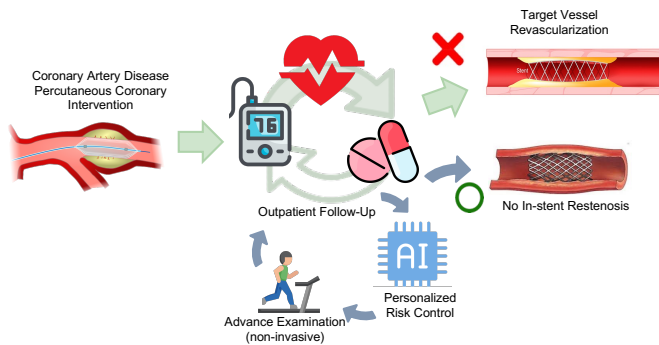 Target Vessel
Revascularization
Coronary Artery Disease
Percutaneous Coronary
Intervention
Stent
76
Outpatient Follow-Up
No In-stent Restenosis
AI
Personalized
Risk Control
Advance Examination
(non-invasive)